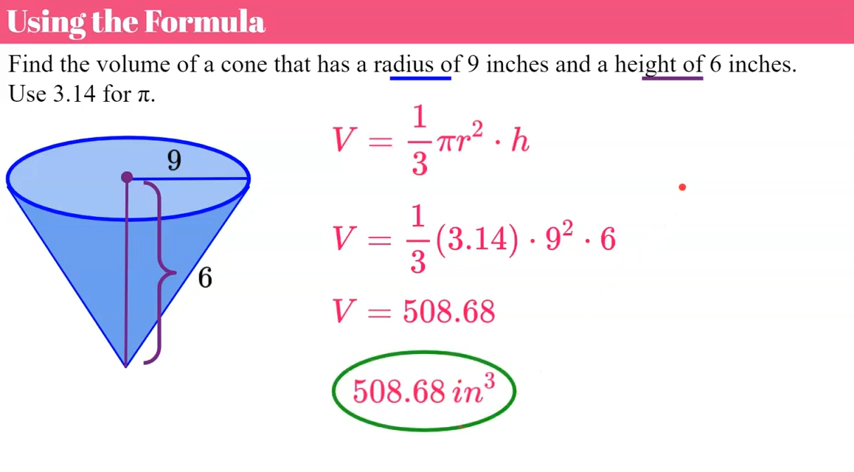 Using the Formula
Find the volume of a cone that has a radius of 9 inches and a height of 6 inches.
Use 3.14 for π.
9
6
V = 1/3 πr² · h
V = 1/3 (3.14) · 9² · 6
V = 508.68
508.68 in³